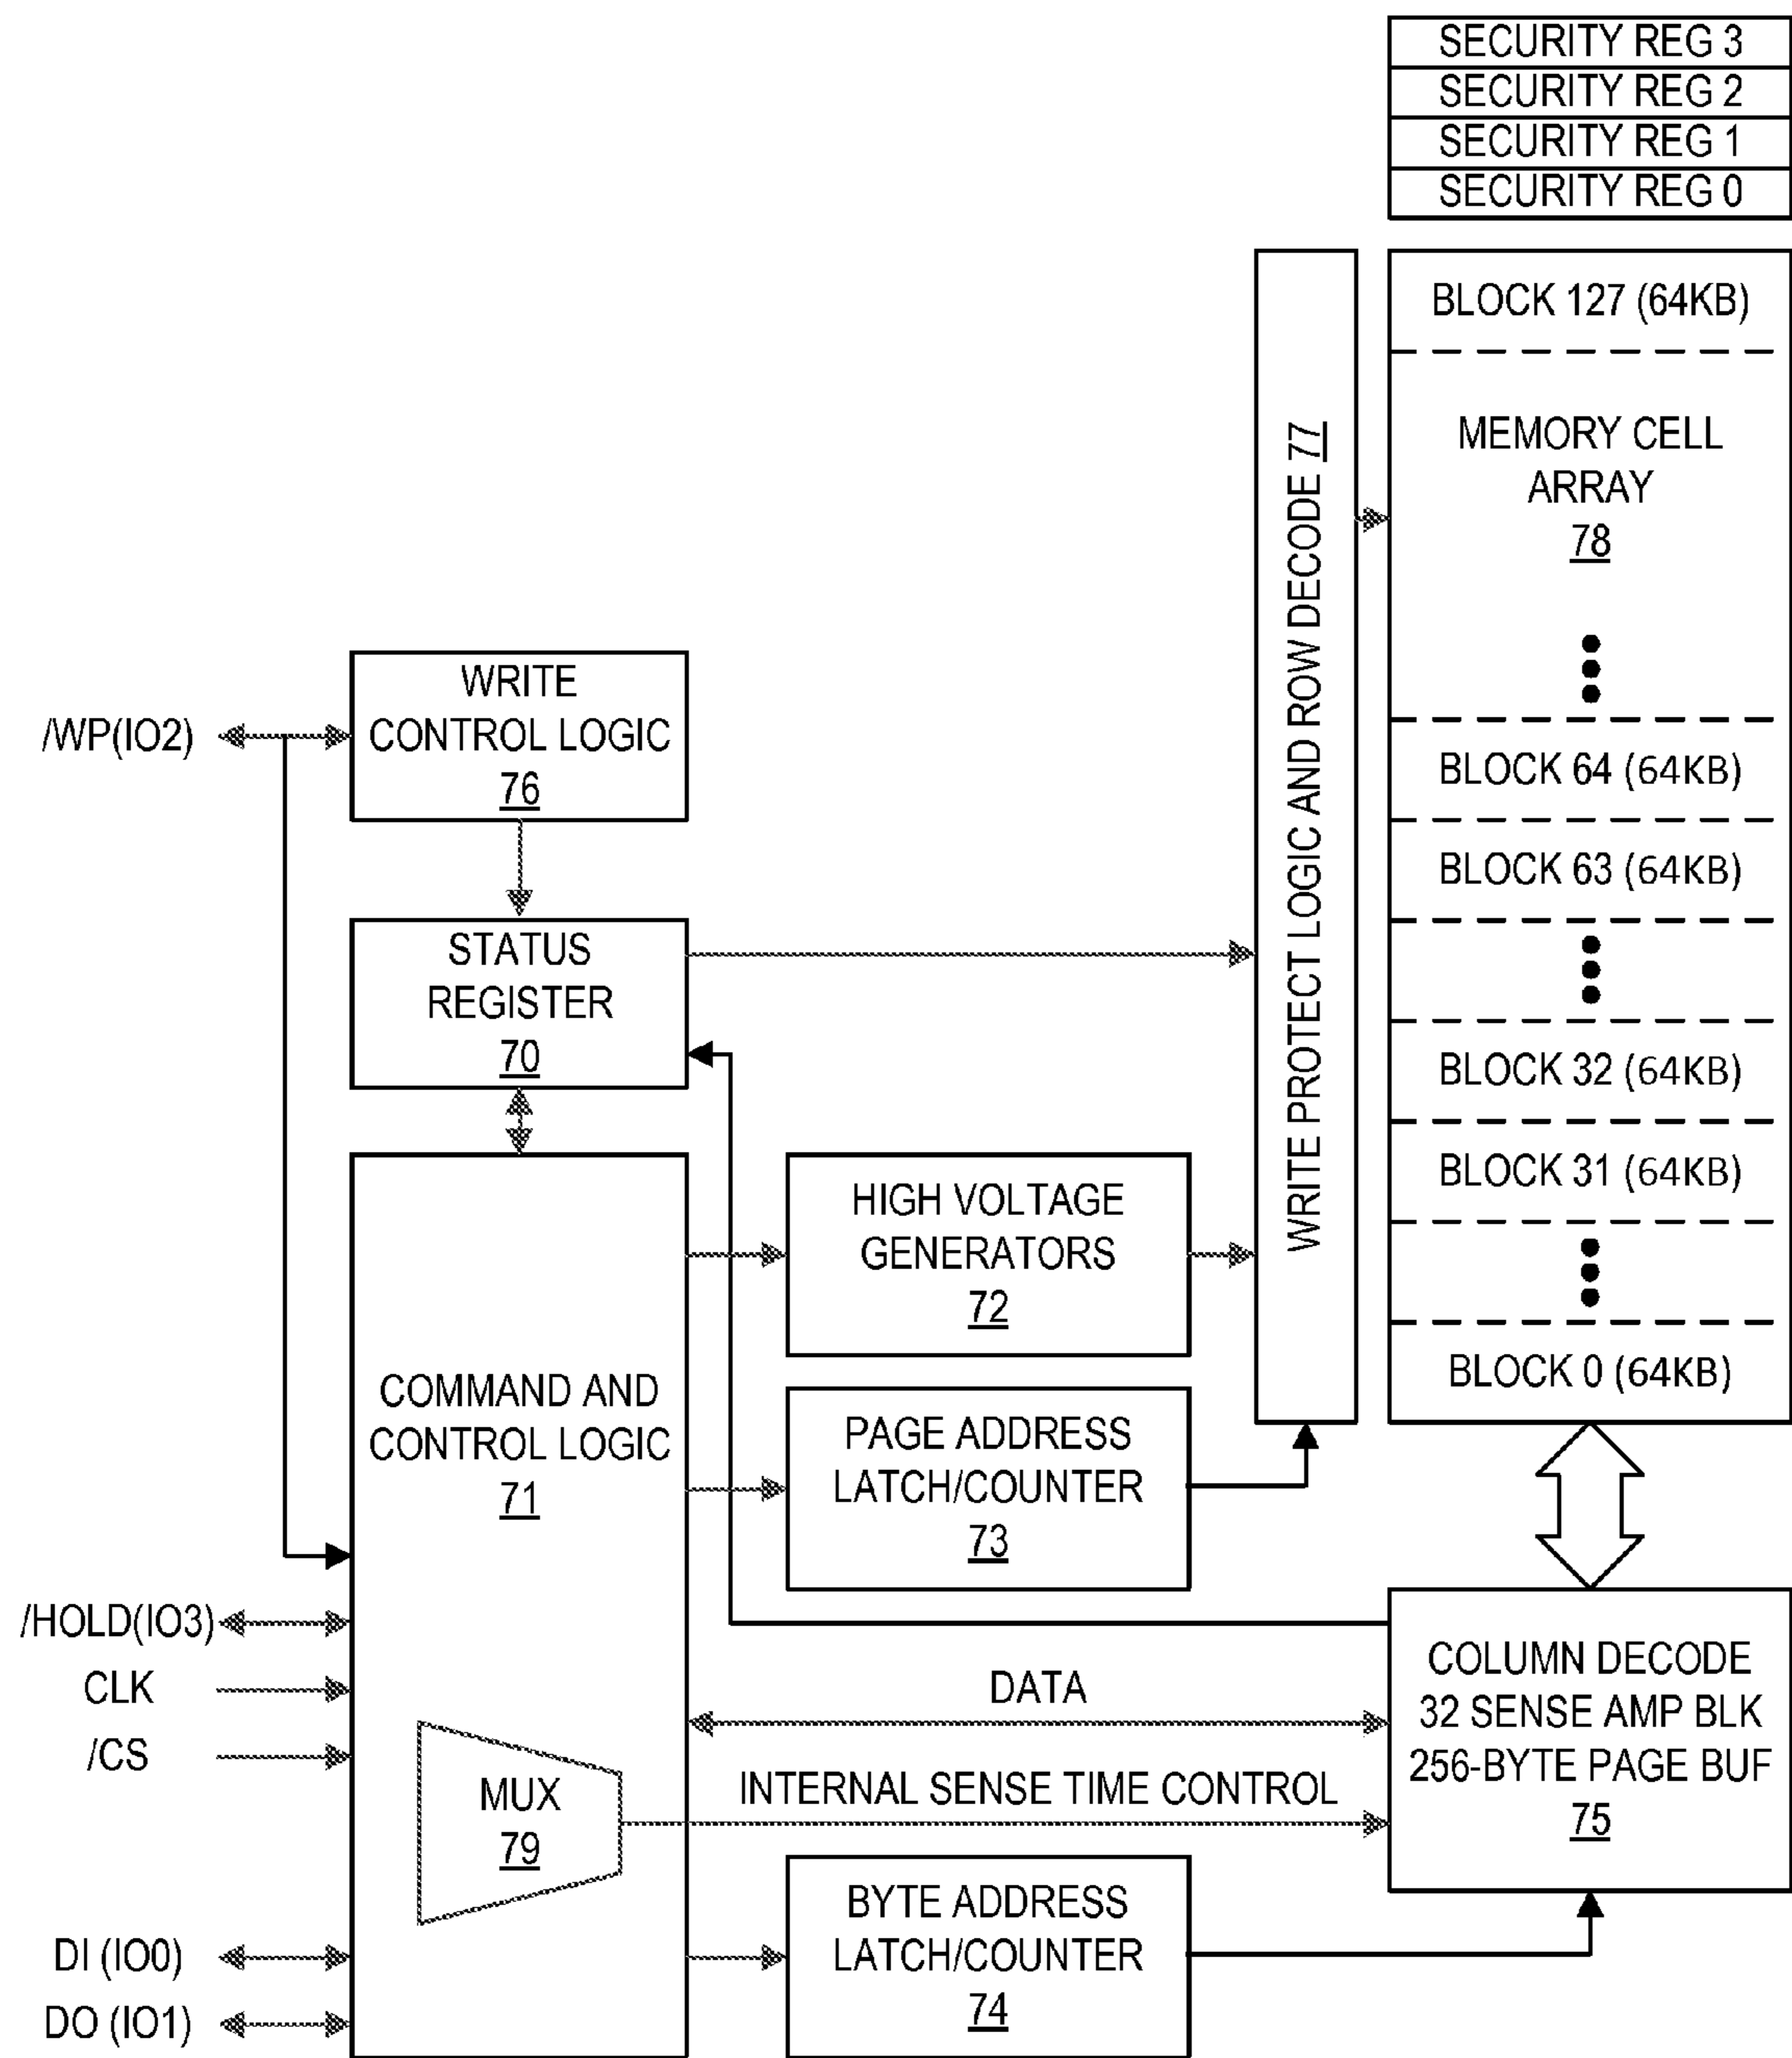 SECURITY REG 3
SECURITY REG 2
SECURITY REG 1
SECURITY REG 0
BLOCK 127 (64KB)
MEMORY CELL
ARRAY
78
BLOCK 64 (64KB)
BLOCK 63 (64KB)
BLOCK 32 (64KB)
BLOCK 31 (64KB)
BLOCK 0 (64KB)
WRITE PROTECT LOGIC AND ROW DECODE 77
/WP(IO2)
WRITE
CONTROL LOGIC
76
STATUS
REGISTER
70
COMMAND AND
CONTROL LOGIC
71
HIGH VOLTAGE
GENERATORS
72
PAGE ADDRESS
LATCH/COUNTER
73
/HOLD(IO3)
CLK
/CS
MUX
79
DATA
INTERNAL SENSE TIME CONTROL
COLUMN DECODE
32 SENSE AMP BLK
256-BYTE PAGE BUF
75
DI (IO0)
DO (IO1)
BYTE ADDRESS
LATCH/COUNTER
74